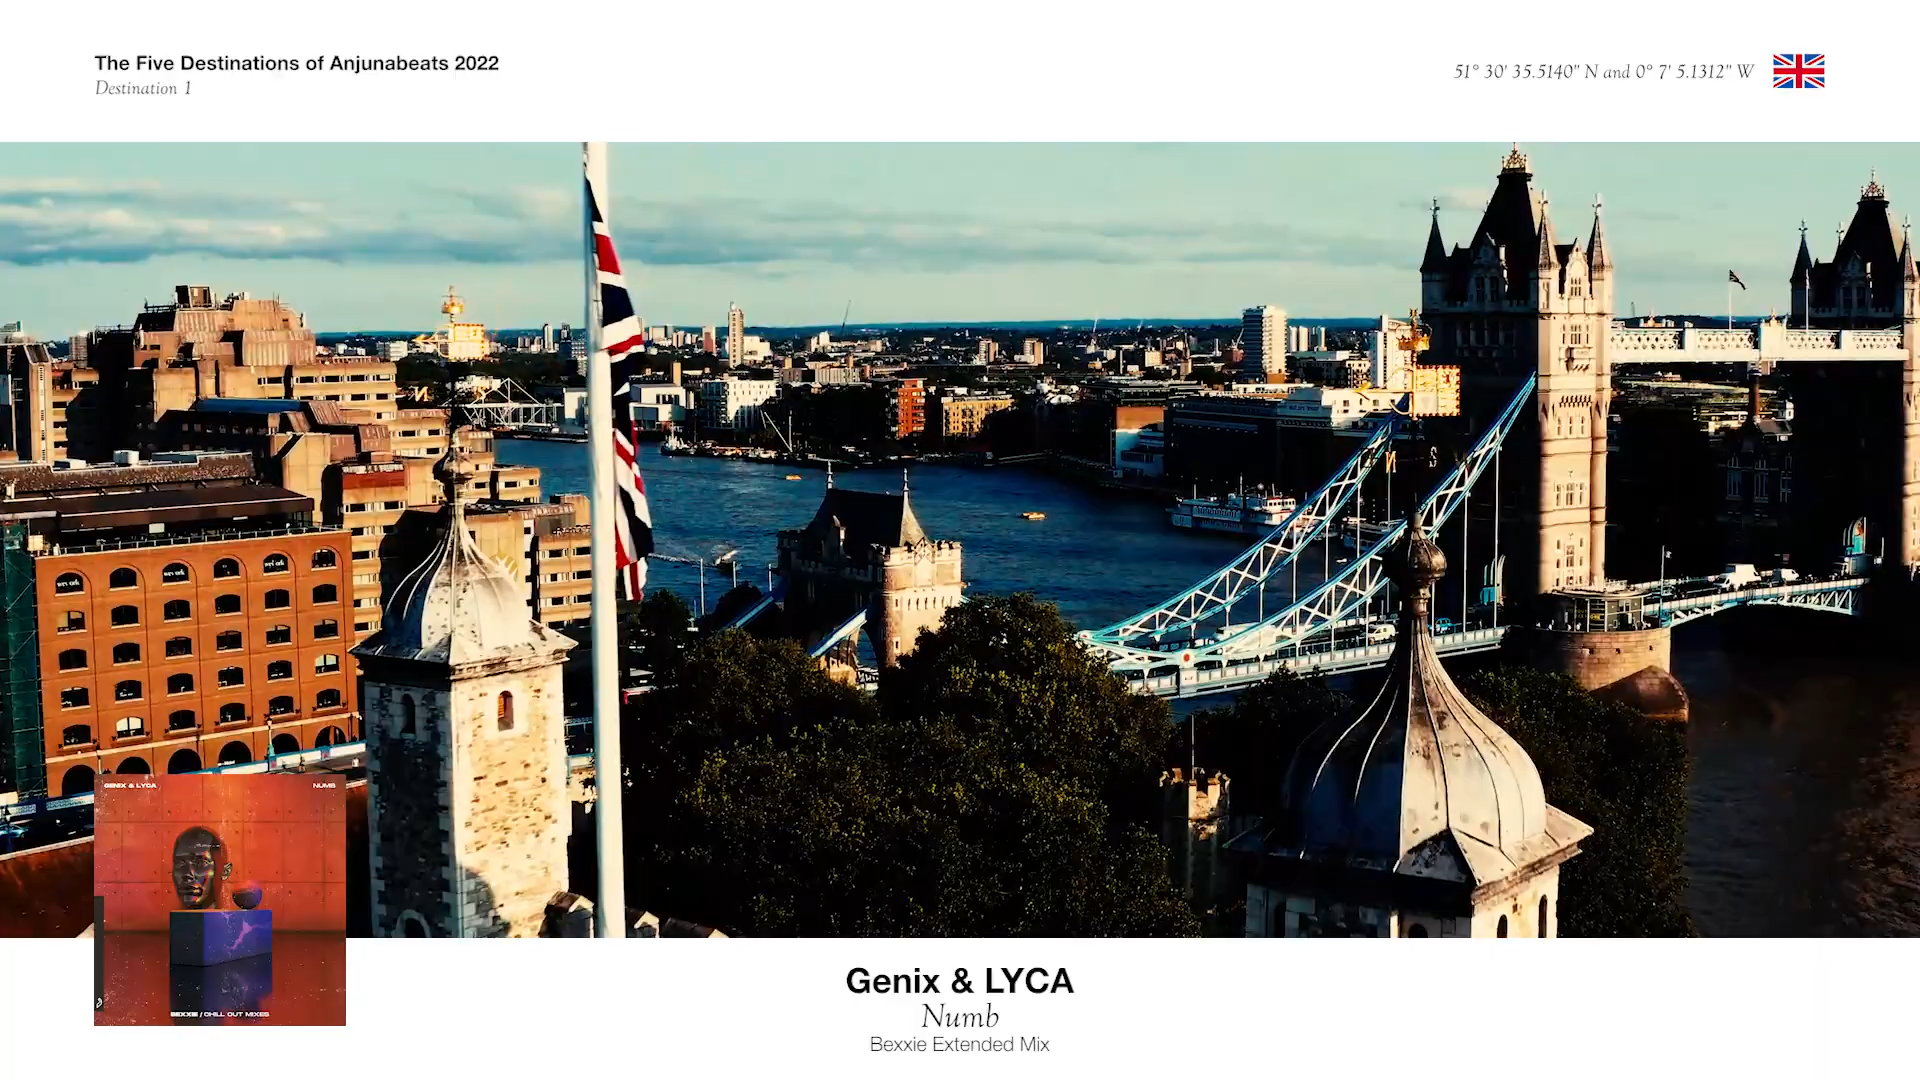 The Five Destinations of Anjunabeats 2022
Destination 1
51° 30' 35.5140" N and 0° 7' 5.1312" W
GENIX & LYCA
NUMB
BEXXIE / CHILL OUT MIXES
Genix & LYCA
Numb
Bexxie Extended Mix